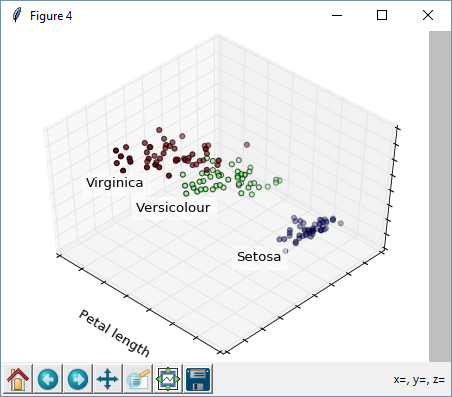 Figure 4
Virginica
Versicolour
Setosa
Petal length
x=, y=, z=